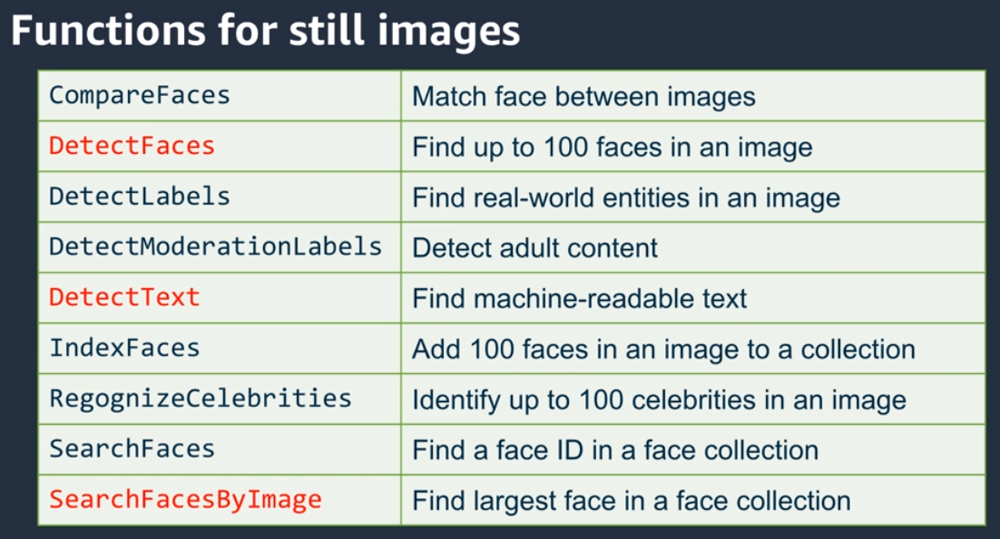 Functions for still images
CompareFaces Match face between images
DetectFaces Find up to 100 faces in an image
DetectLabels Find real-world entities in an image
DetectModerationLabels Detect adult content
DetectText Find machine-readable text
IndexFaces Add 100 faces in an image to a collection
RegognizeCelebrities Identify up to 100 celebrities in an image
SearchFaces Find a face ID in a face collection
SearchFacesByImage Find largest face in a face collection